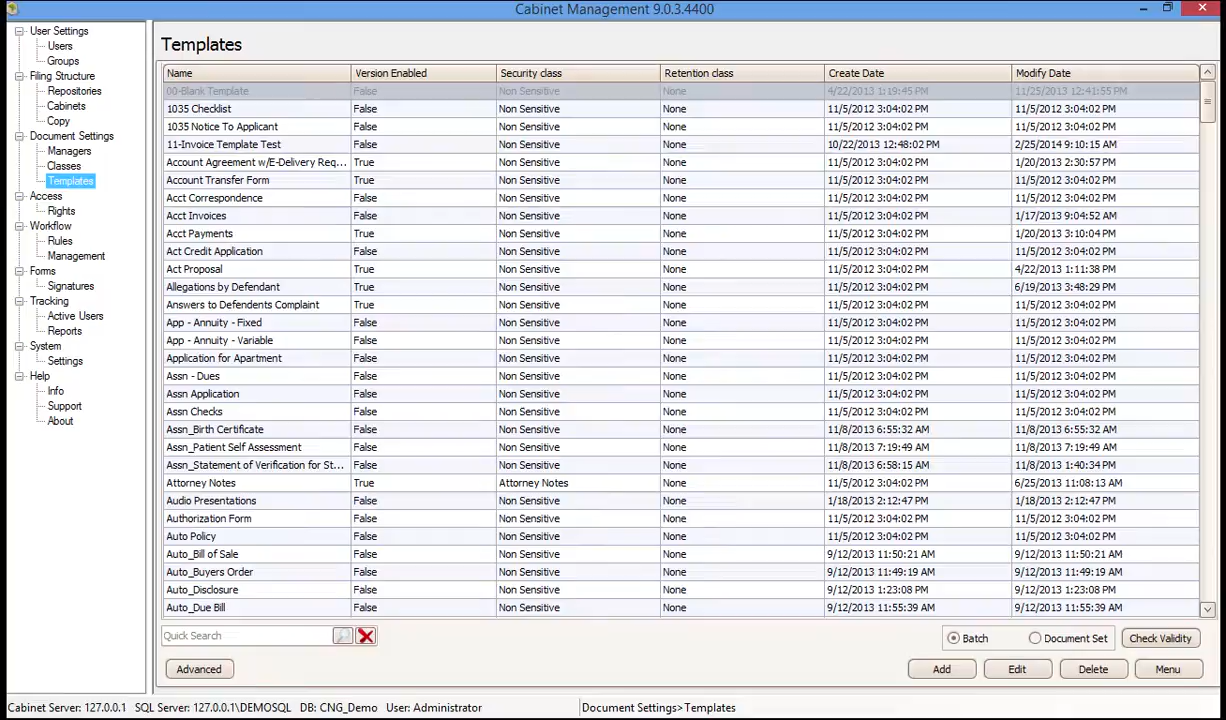 Cabinet Management 9.0.3.4400
User Settings
Users
Groups
Filing Structure
Repositories
Cabinets
Copy
Document Settings
Managers
Classes
Templates
Access
Rights
Workflow
Rules
Management
Forms
Signatures
Tracking
Active Users
Reports
System
Settings
Help
Info
Support
About
Templates
Name Version Enabled Security class Retention class Create Date Modify Date
00-Blank Template False Non Sensitive None 4/22/2013 1:19:45 PM 11/25/2013 12:41:55 PM
1035 Checklist False Non Sensitive None 11/5/2012 3:04:02 PM 11/5/2012 3:04:02 PM
1035 Notice To Applicant False Non Sensitive None 11/5/2012 3:04:02 PM 11/5/2012 3:04:02 PM
11-Invoice Template Test False Non Sensitive None 10/22/2013 12:48:02 PM 2/25/2014 9:10:15 AM
Account Agreement w/E-Delivery Req... True Non Sensitive None 11/5/2012 3:04:02 PM 1/20/2013 2:30:57 PM
Account Transfer Form True Non Sensitive None 11/5/2012 3:04:02 PM 11/5/2012 3:04:02 PM
Acct Correspondence False Non Sensitive None 11/5/2012 3:04:02 PM 11/5/2012 3:04:02 PM
Acct Invoices False Non Sensitive None 11/5/2012 3:04:02 PM 1/17/2013 9:04:52 AM
Acct Payments True Non Sensitive None 11/5/2012 3:04:02 PM 1/20/2013 3:10:04 PM
Act Credit Application False Non Sensitive None 11/5/2012 3:04:02 PM 11/5/2012 3:04:02 PM
Act Proposal True Non Sensitive None 11/5/2012 3:04:02 PM 4/22/2013 1:11:38 PM
Allegations by Defendant True Non Sensitive None 11/5/2012 3:04:02 PM 6/19/2013 3:48:29 PM
Answers to Defendents Complaint True Non Sensitive None 11/5/2012 3:04:02 PM 11/5/2012 3:04:02 PM
App - Annuity - Fixed False Non Sensitive None 11/5/2012 3:04:02 PM 11/5/2012 3:04:02 PM
App - Annuity - Variable False Non Sensitive None 11/5/2012 3:04:02 PM 11/5/2012 3:04:02 PM
Application for Apartment False Non Sensitive None 11/5/2012 3:04:02 PM 11/5/2012 3:04:02 PM
Assn - Dues False Non Sensitive None 11/5/2012 3:04:02 PM 11/5/2012 3:04:02 PM
Assn Application False Non Sensitive None 11/5/2012 3:04:02 PM 11/5/2012 3:04:02 PM
Assn Checks False Non Sensitive None 11/5/2012 3:04:02 PM 11/5/2012 3:04:02 PM
Assn_Birth Certificate False Non Sensitive None 11/8/2013 6:55:32 AM 11/8/2013 6:55:32 AM
Assn_Patient Self Assessment False Non Sensitive None 11/8/2013 7:19:49 AM 11/8/2013 7:19:49 AM
Assn_Statement of Verification for St... False Non Sensitive None 11/8/2013 6:58:15 AM 11/8/2013 1:40:34 PM
Attorney Notes True Attorney Notes None 11/5/2012 3:04:02 PM 6/25/2013 11:08:13 AM
Audio Presentations False Non Sensitive None 1/18/2013 2:12:47 PM 1/18/2013 2:12:47 PM
Authorization Form False Non Sensitive None 11/5/2012 3:04:02 PM 11/5/2012 3:04:02 PM
Auto Policy False Non Sensitive None 11/5/2012 3:04:02 PM 11/5/2012 3:04:02 PM
Auto_Bill of Sale False Non Sensitive None 9/12/2013 11:50:21 AM 9/12/2013 11:50:21 AM
Auto_Buyers Order False Non Sensitive None 9/12/2013 11:49:19 AM 9/12/2013 11:49:19 AM
Auto_Disclosure False Non Sensitive None 9/12/2013 1:23:08 PM 9/12/2013 1:23:08 PM
Auto_Due Bill False Non Sensitive None 9/12/2013 11:55:39 AM 9/12/2013 11:55:39 AM
Quick Search Batch Document Set Check Validity
Advanced Add Edit Delete Menu
Cabinet Server: 127.0.0.1 SQL Server: 127.0.0.1\DEMOSQL DB: CNG_Demo User: Administrator Document Settings>Templates